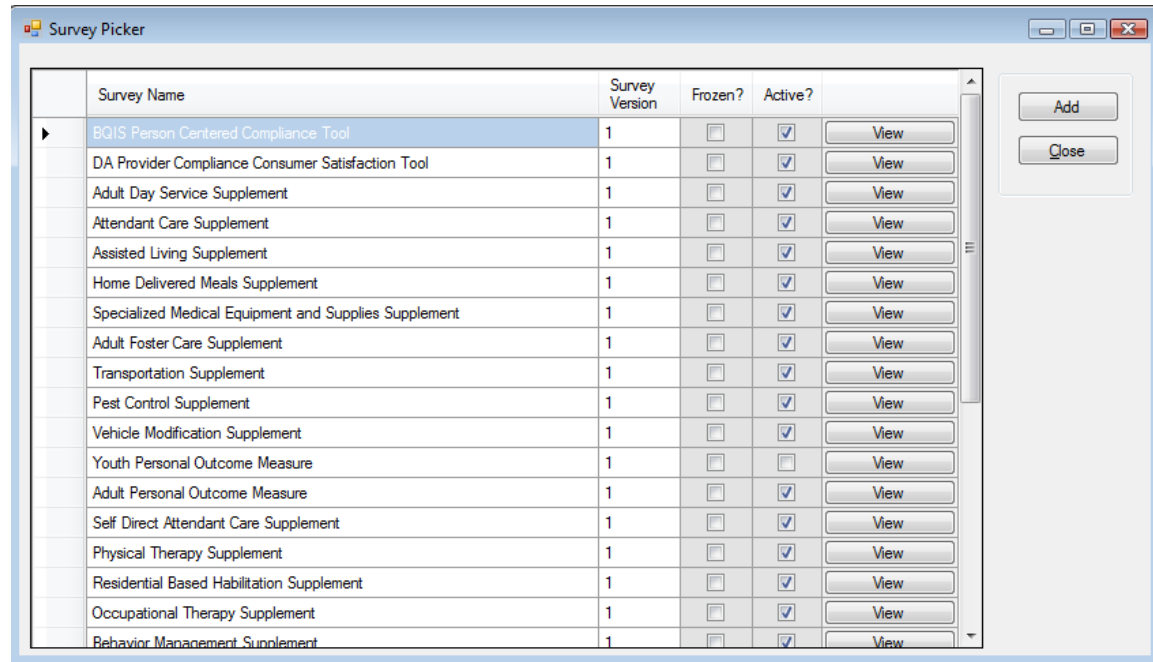 Survey Picker
Survey Name Survey Version Frozen? Active?
BQIS Person Centered Compliance Tool 1 View
DA Provider Compliance Consumer Satisfaction Tool 1 View
Adult Day Service Supplement 1 View
Attendant Care Supplement 1 View
Assisted Living Supplement 1 View
Home Delivered Meals Supplement 1 View
Specialized Medical Equipment and Supplies Supplement 1 View
Adult Foster Care Supplement 1 View
Transportation Supplement 1 View
Pest Control Supplement 1 View
Vehicle Modification Supplement 1 View
Youth Personal Outcome Measure 1 View
Adult Personal Outcome Measure 1 View
Self Direct Attendant Care Supplement 1 View
Physical Therapy Supplement 1 View
Residential Based Habilitation Supplement 1 View
Occupational Therapy Supplement 1 View
Behavior Management Supplement 1 View
Add
Close